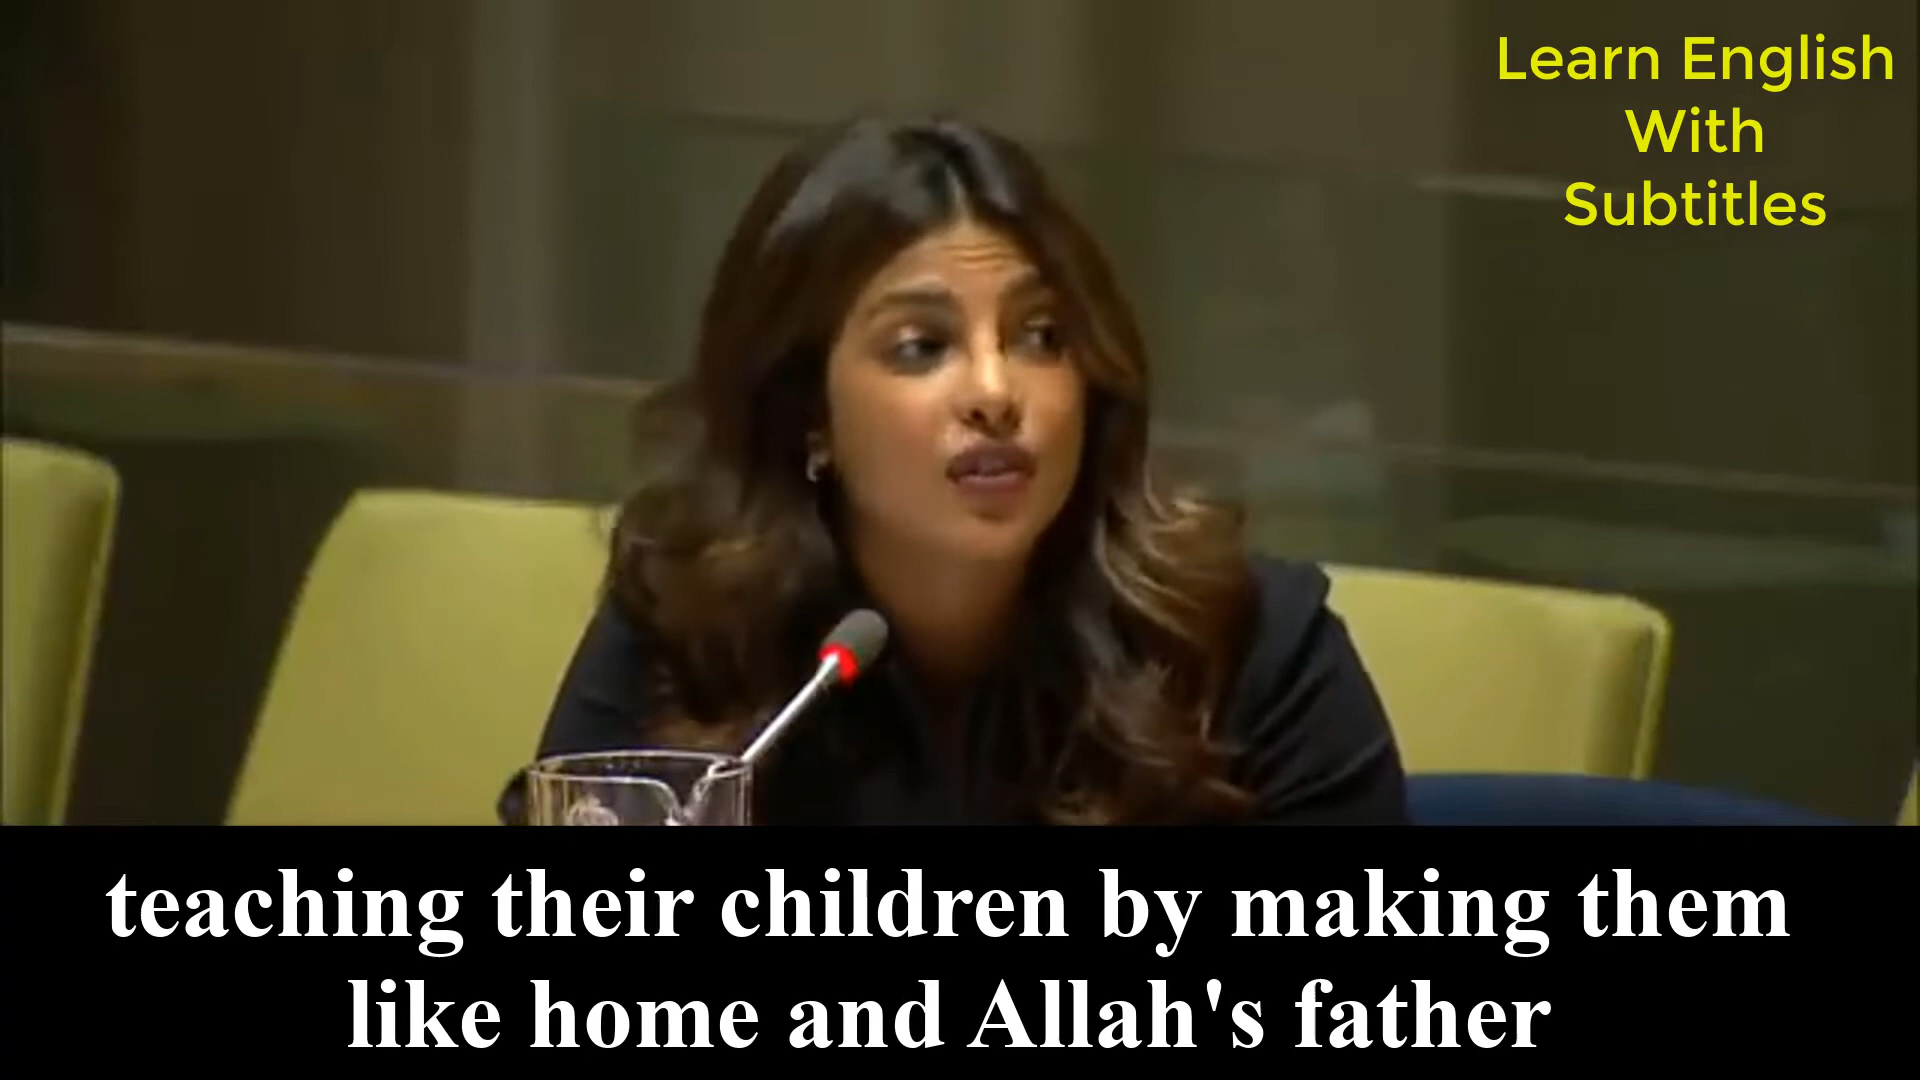 Learn English
With
Subtitles
teaching their children by making them
like home and Allah's father